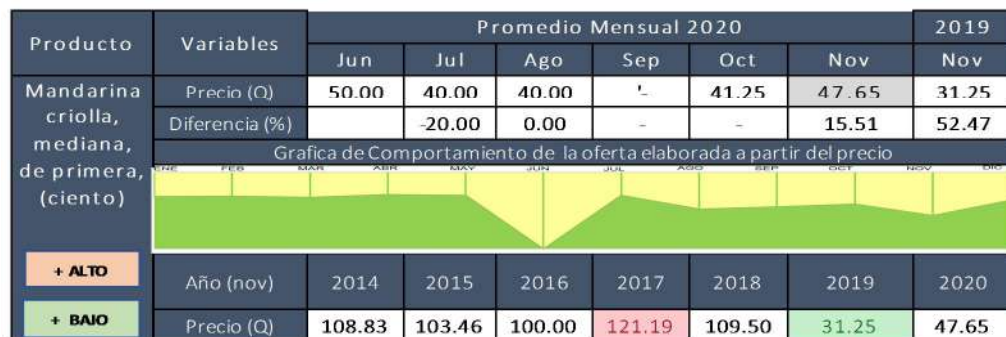 Producto Variables Promedio Mensual 2020 2019
Jun Jul Ago Sep Oct Nov Nov
Mandarina criolla, mediana, de primera, (ciento)
Precio (Q) 50.00 40.00 40.00 '- 41.25 47.65 31.25
Diferencia (%) -20.00 0.00 - - 15.51 52.47
Grafica de Comportamiento de la oferta elaborada a partir del precio
ENE FEB MAR ABR MAY JUN JUL AGO SEP OCT NOV DIC
+ ALTO
+ BAJO
Año (nov) 2014 2015 2016 2017 2018 2019 2020
Precio (Q) 108.83 103.46 100.00 121.19 109.50 31.25 47.65